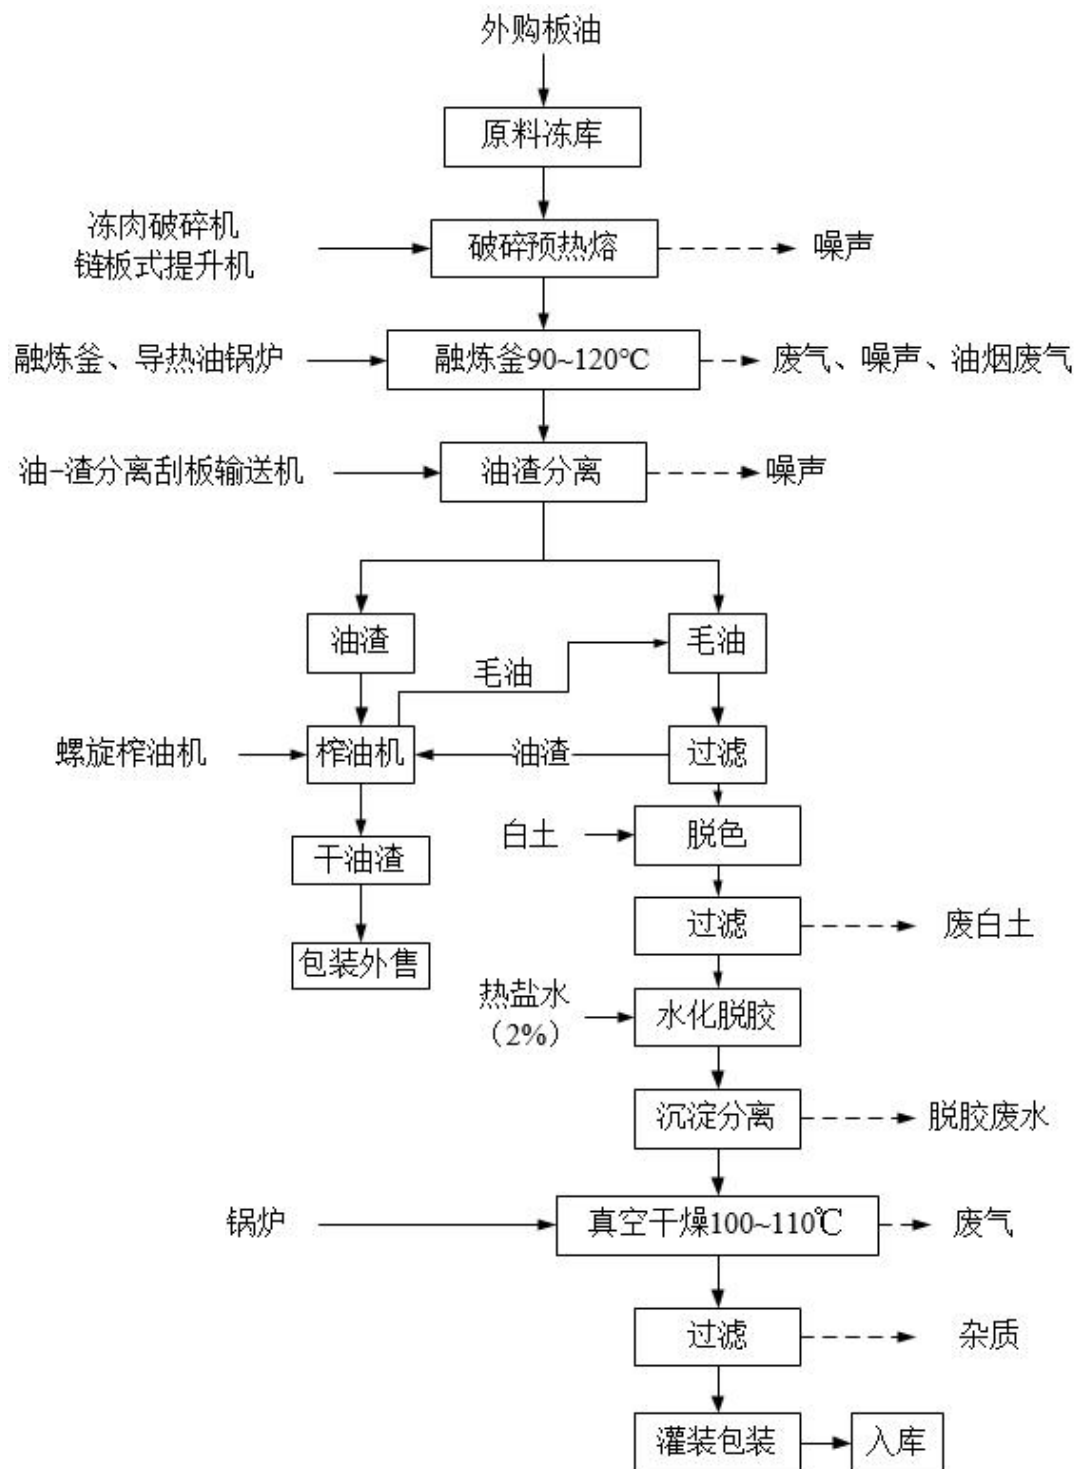 外购板油
原料冻库
冻肉破碎机
链板式提升机
破碎预热熔
噪声
融炼釜、导热油锅炉
融炼釜90~120℃
废气、噪声、油烟废气
油-渣分离刮板输送机
油渣分离
噪声
油渣
毛油
毛油
螺旋榨油机
榨油机
油渣
过滤
白土
脱色
干油渣
过滤
废白土
包装外售
热盐水
（2%）
水化脱胶
沉淀分离
脱胶废水
锅炉
真空干燥100~110℃
废气
过滤
杂质
灌装包装
入库